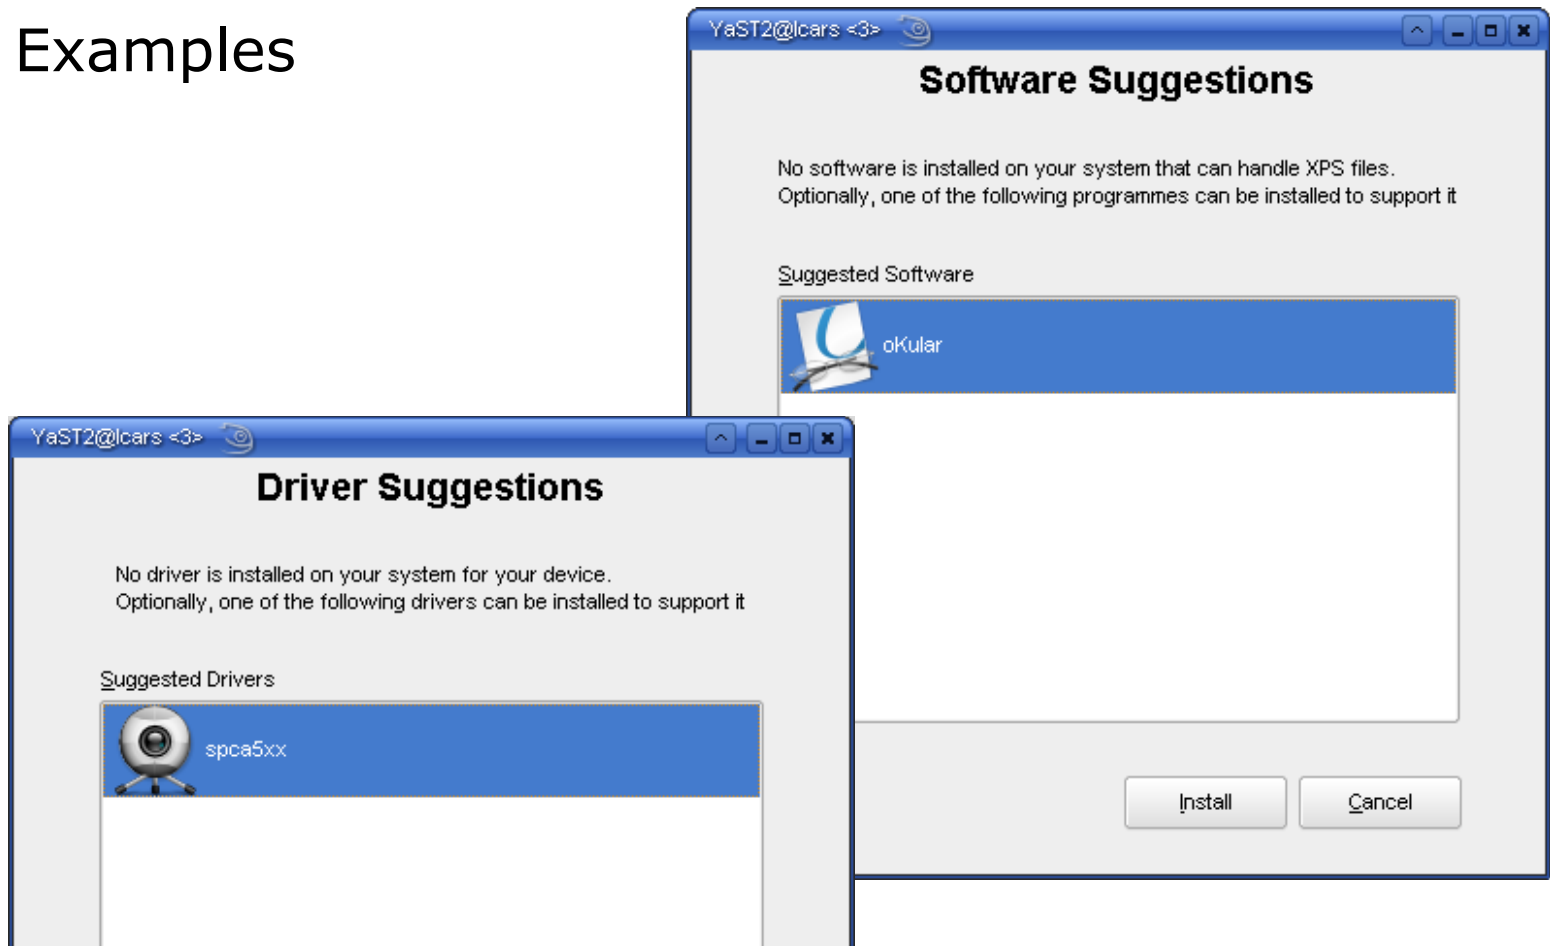 Examples
YaST2@lcars <3>
Software Suggestions
No software is installed on your system that can handle XPS files.
Optionally, one of the following programmes can be installed to support it
Suggested Software
oKular
Install
Cancel
YaST2@lcars <3>
Driver Suggestions
No driver is installed on your system for your device.
Optionally, one of the following drivers can be installed to support it
Suggested Drivers
spca5xx